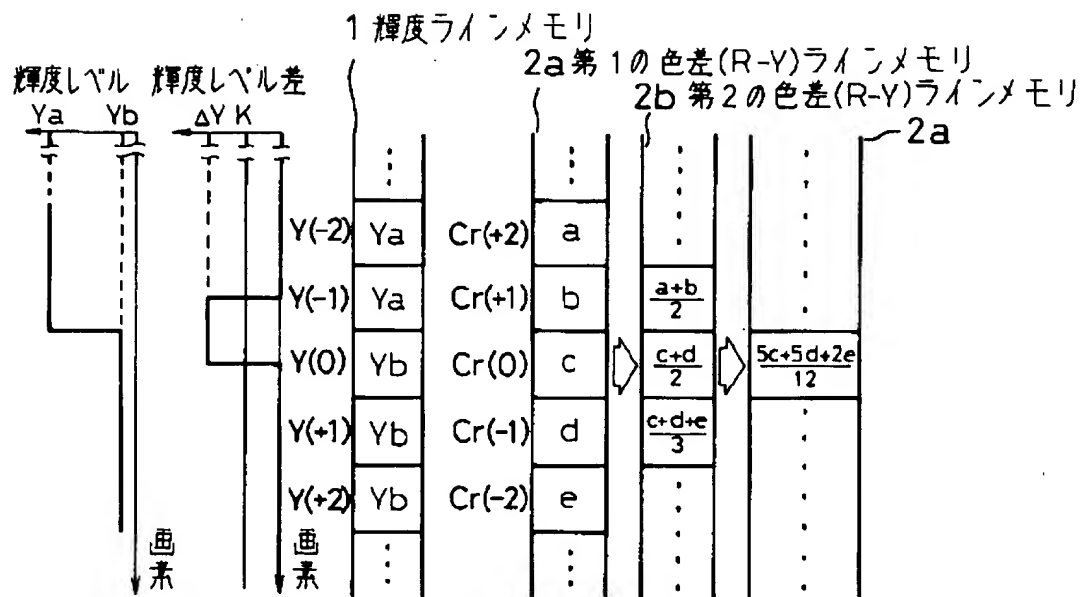 1 輝度ラインメモリ
2a 第1の色差(R-Y)ラインメモリ
2b 第2の色差(R-Y)ラインメモリ
2a
輝度レベル 輝度レベル差
Ya Yb ΔY K
Y(-2) Ya Cr(+2) a
Y(-1) Ya Cr(+1) b a+b/2
Y(0) Yb Cr(0) c c+d/2 5c+5d+2e/12
Y(+1) Yb Cr(-1) d c+d+e/3
Y(+2) Yb Cr(-2) e
画素 画素